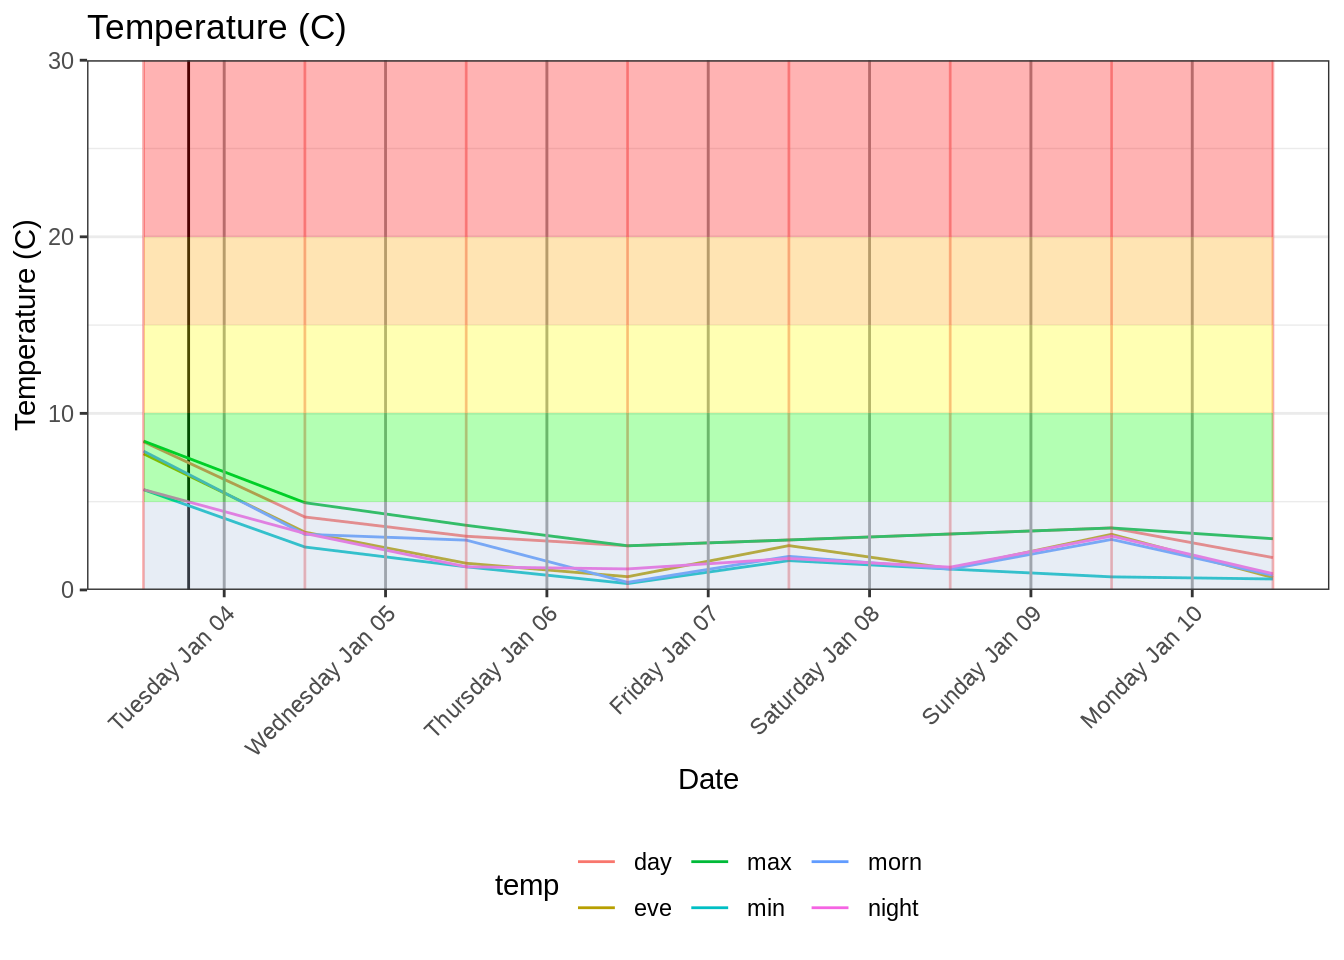 Temperature (C)
Temperature (C)
30
20
10
0
Tuesday Jan 04
Wednesday Jan 05
Thursday Jan 06
Friday Jan 07
Saturday Jan 08
Sunday Jan 09
Monday Jan 10
Date
temp
day max morn
eve min night